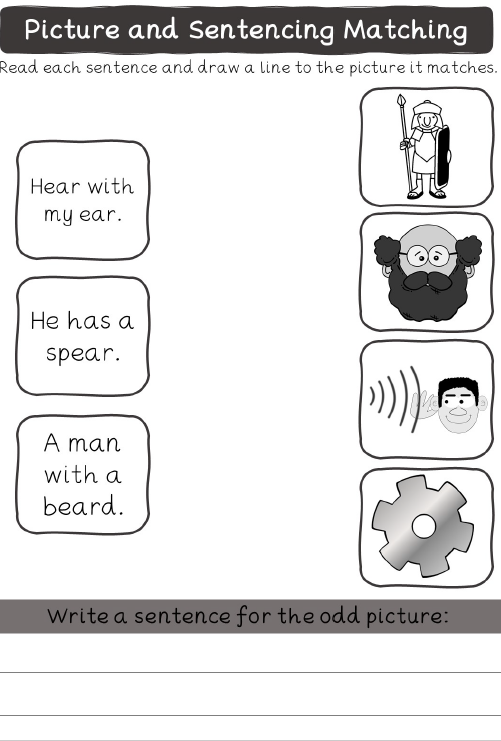 Picture and Sentencing Matching
Read each sentence and draw a line to the picture it matches.
Hear with
my ear.
He has a
spear.
A man
with a
beard.
Write a sentence for the odd picture: